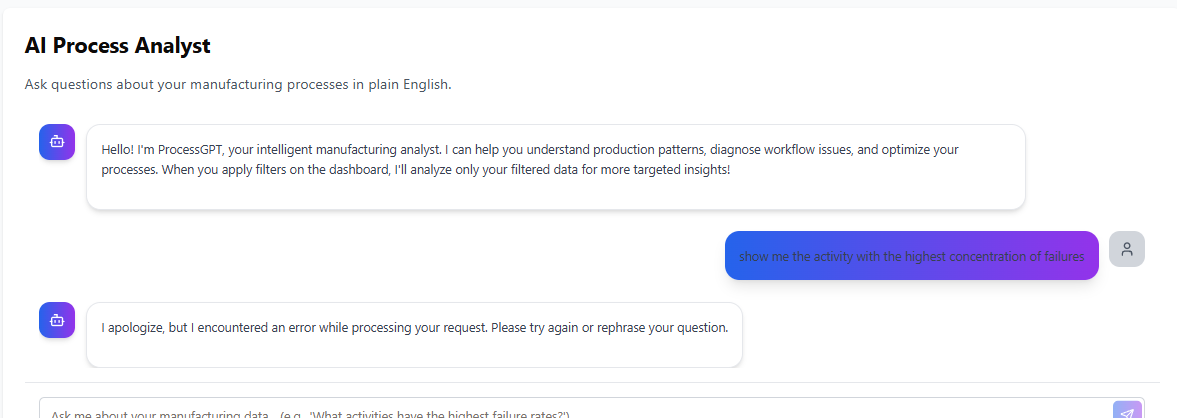 AI Process Analyst
Ask questions about your manufacturing processes in plain English.
Hello! I'm ProcessGPT, your intelligent manufacturing analyst. I can help you understand production patterns, diagnose workflow issues, and optimize your
processes. When you apply filters on the dashboard, I'll analyze only your filtered data for more targeted insights!
show me the activity with the highest concentration of failures
I apologize, but I encountered an error while processing your request. Please try again or rephrase your question.
Ask me about your manufacturing data... (e.g., 'What activities have the highest failure rates?')